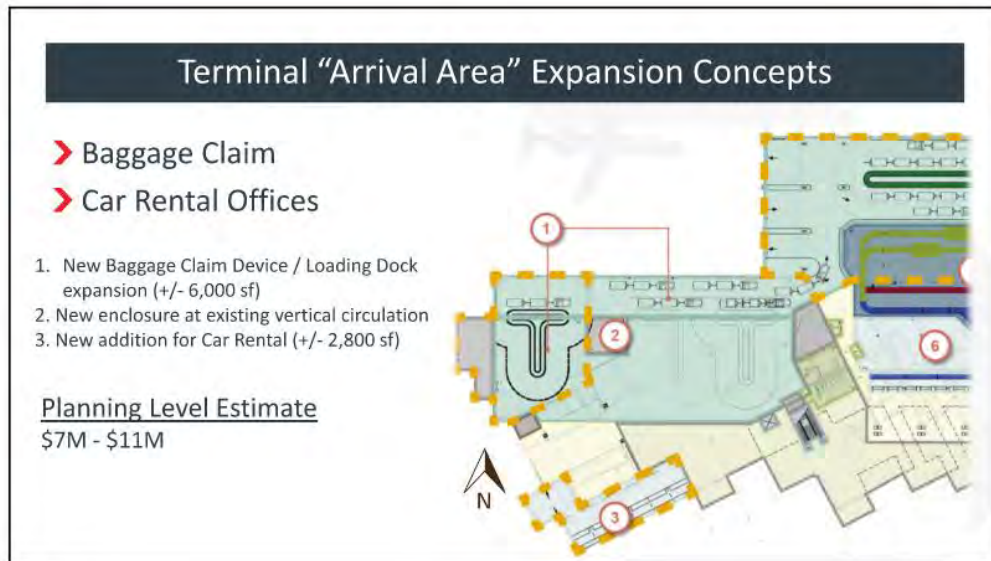 Terminal “Arrival Area” Expansion Concepts
Baggage Claim
Car Rental Offices
1. New Baggage Claim Device / Loading Dock
expansion (+/- 6,000 sf)
2. New enclosure at existing vertical circulation
3. New addition for Car Rental (+/- 2,800 sf)
Planning Level Estimate
$7M - $11M
1
2
6
3
N